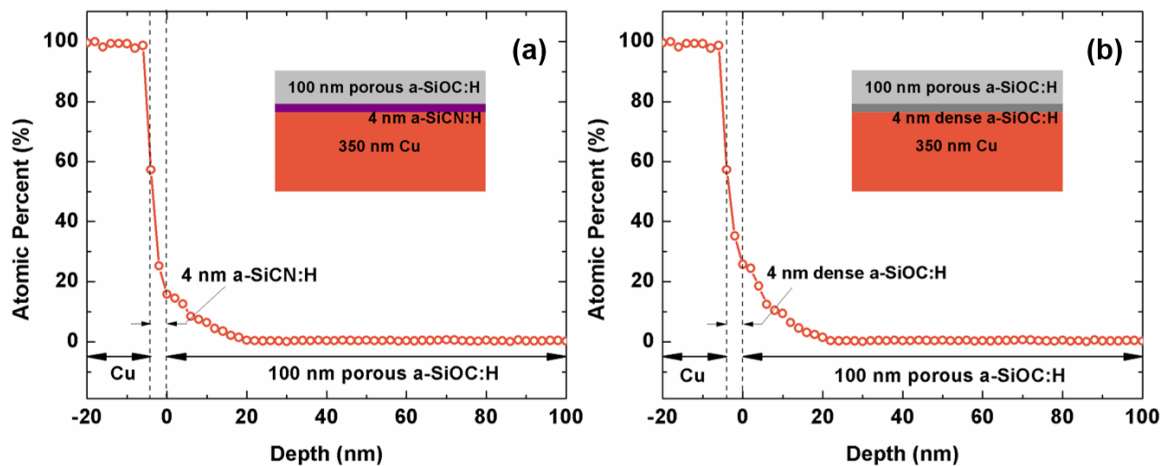 (a)
Atomic Percent (%)
100
80
60
40
20
0
100 nm porous a-SiOC:H
4 nm a-SiCN:H
350 nm Cu
4 nm a-SiCN:H
Cu
100 nm porous a-SiOC:H
-20 0 20 40 60 80 100
Depth (nm)
(b)
Atomic Percent (%)
100
80
60
40
20
0
100 nm porous a-SiOC:H
4 nm dense a-SiOC:H
350 nm Cu
4 nm dense a-SiOC:H
Cu
100 nm porous a-SiOC:H
-20 0 20 40 60 80 100
Depth (nm)